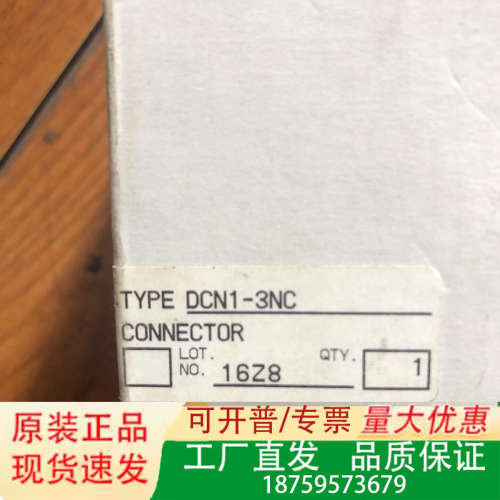 TYPE DCN1-3NC
CONNECTOR
LOT. NO. 16Z8 QTY. 1
原装正品
现货速发
可开普/专票 量大优惠
工厂直发 品质保证
18759573679